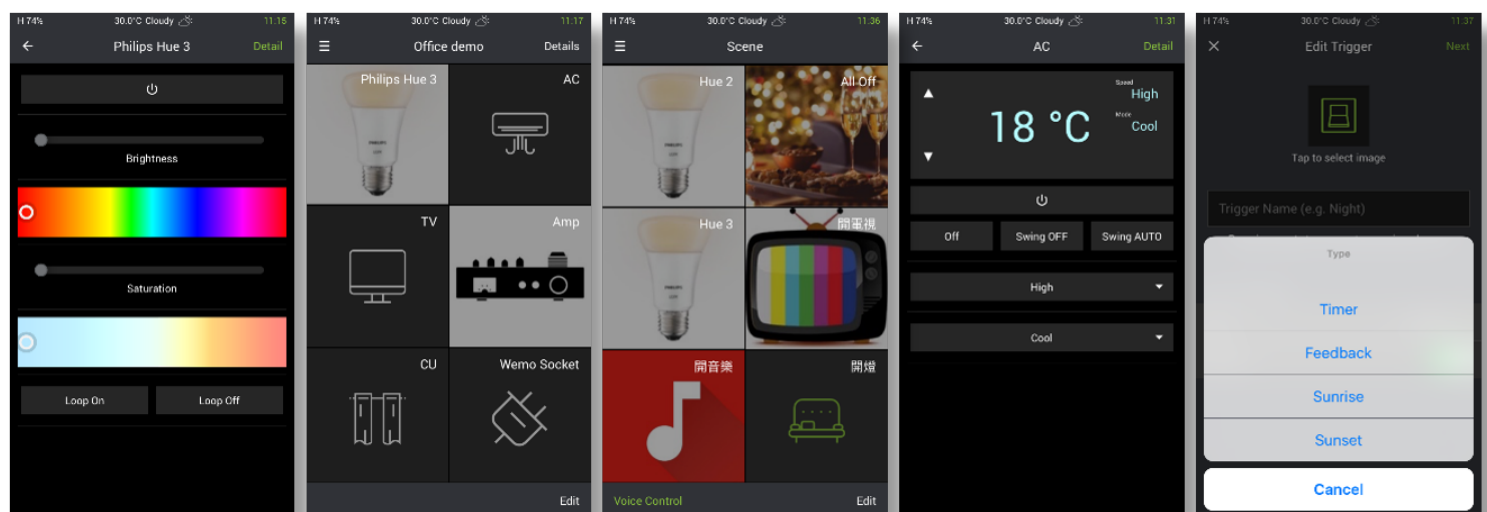 H 74%
30.0°C Cloudy
11:15
Philips Hue 3
Detail
Brightness
Saturation
Loop On
Loop Off
H 74%
30.0°C Cloudy
11:17
Office demo
Details
Philips Hue 3
AC
TV
Amp
CU
Wemo Socket
Edit
H 74%
30.0°C Cloudy
11:36
Scene
Hue 2
All Off
Hue 3
開電視
開音樂
開燈
Voice Control
Edit
H 74%
30.0°C Cloudy
11:31
AC
Detail
18 °C
Speed
High
Mode
Cool
Off
Swing OFF
Swing AUTO
High
Cool
H 74%
30.0°C Cloudy
11:37
Edit Trigger
Next
Tap to select image
Trigger Name (e.g. Night)
Type
Timer
Feedback
Sunrise
Sunset
Cancel